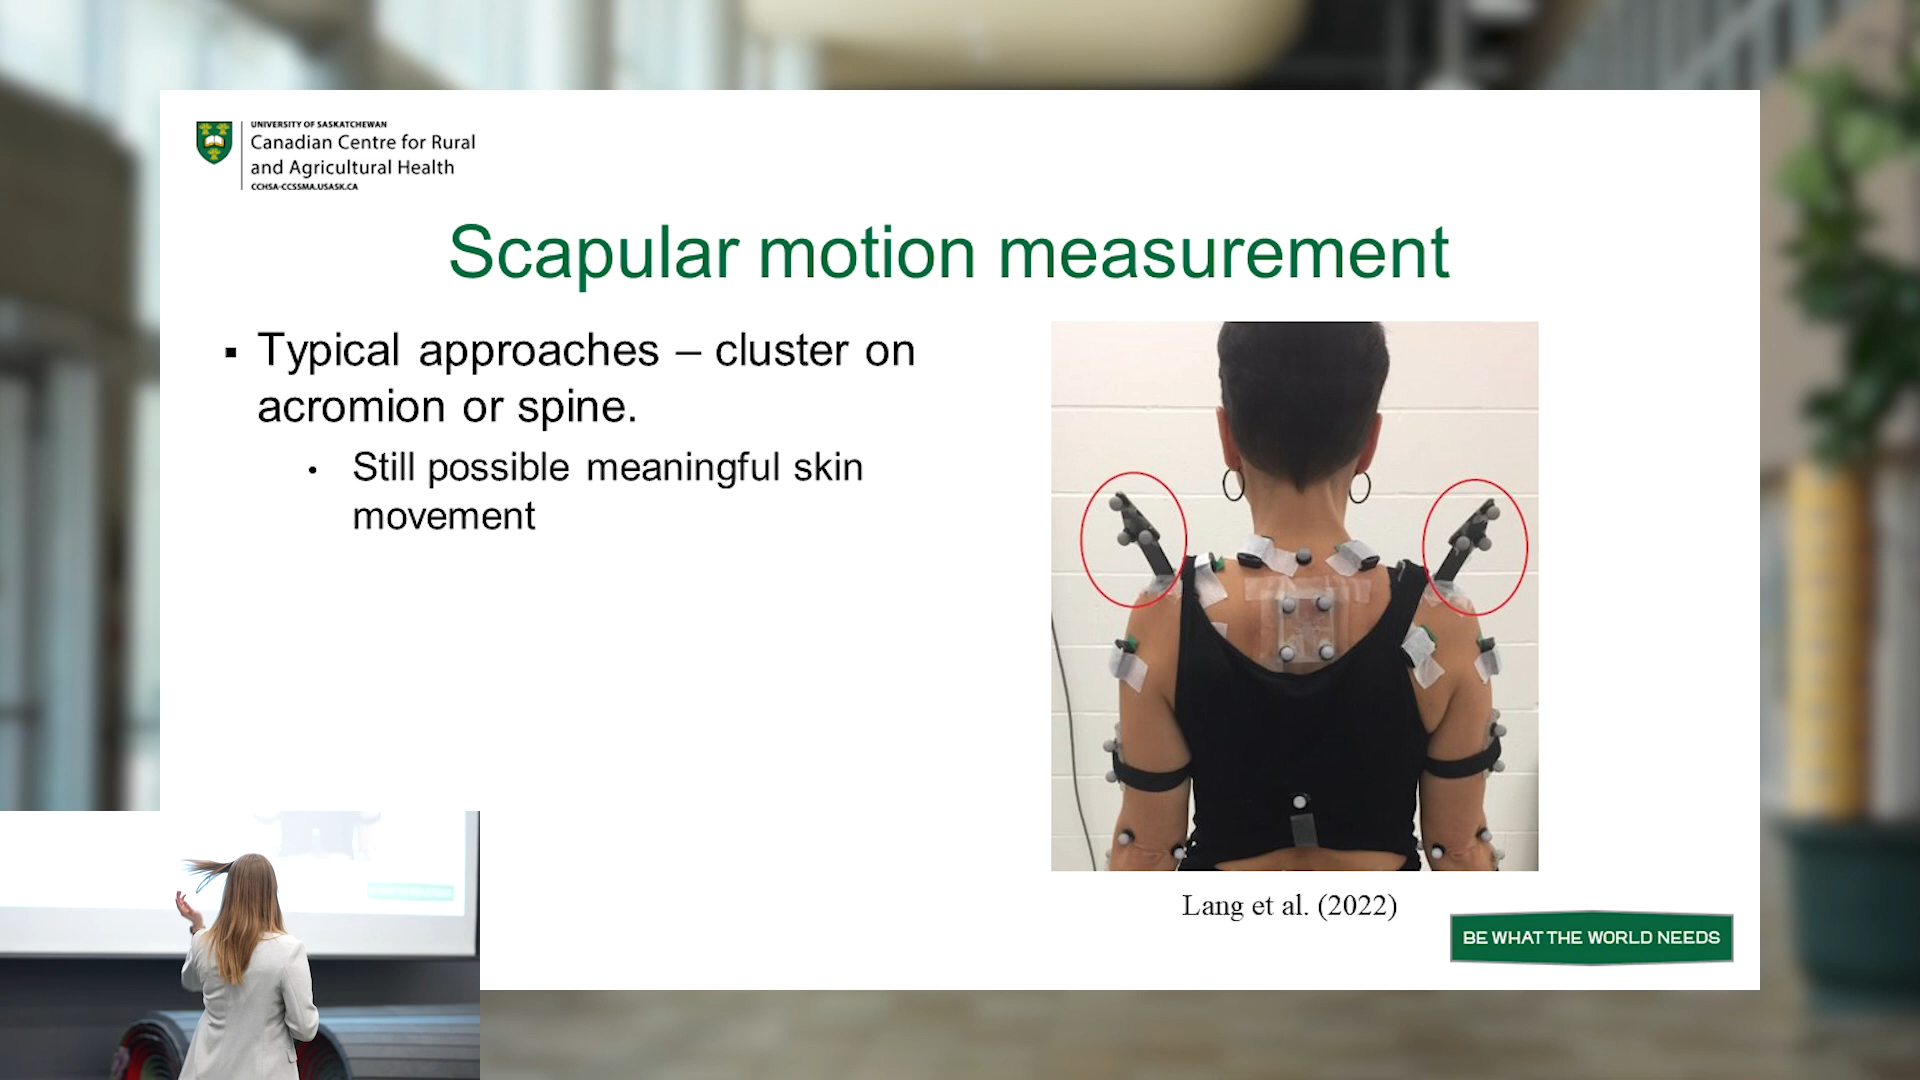 UNIVERSITY OF SASKATCHEWAN
Canadian Centre for Rural
and Agricultural Health
CCHSA-CCSSMA.USASK.CA
Scapular motion measurement
▪ Typical approaches – cluster on
acromion or spine.
• Still possible meaningful skin
movement
Lang et al. (2022)
BE WHAT THE WORLD NEEDS